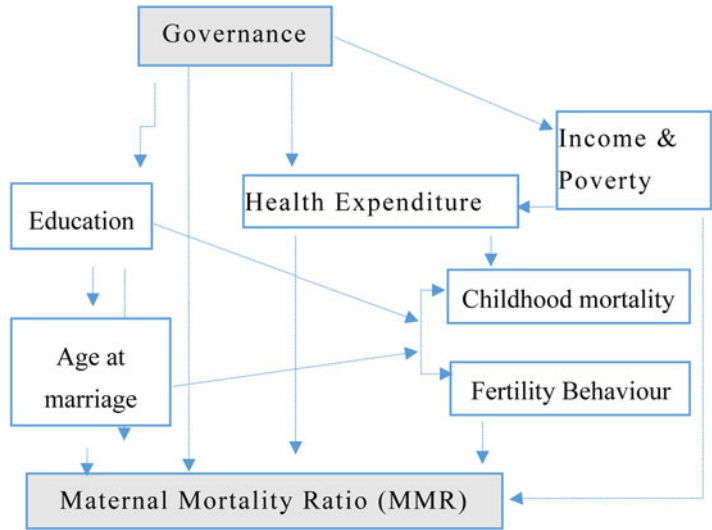 Governance
Income &
Poverty
Health Expenditure
Education
Childhood mortality
Age at
marriage
Fertility Behaviour
Maternal Mortality Ratio (MMR)